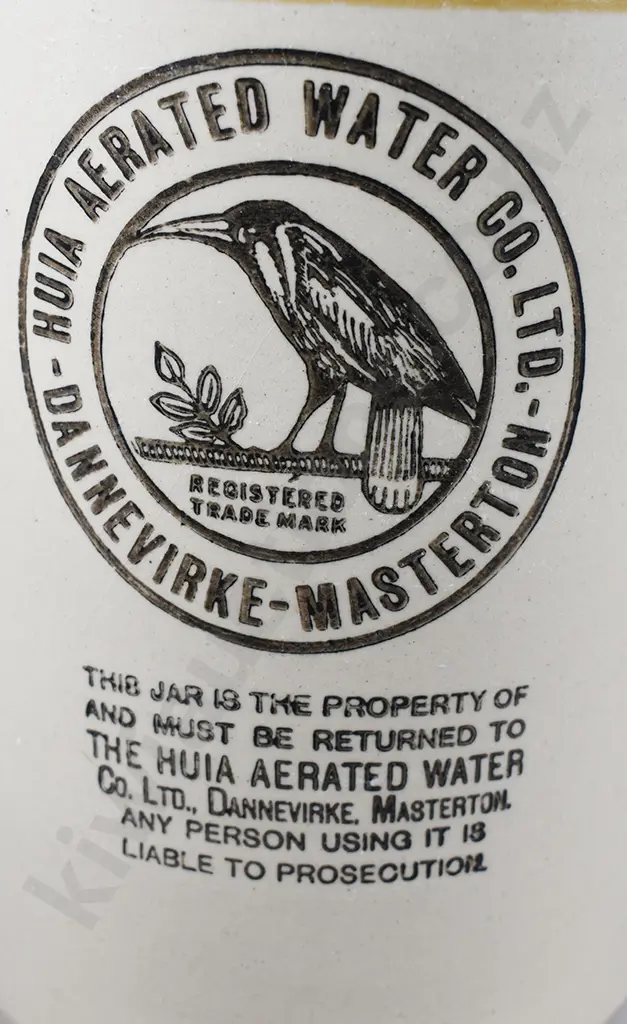 - HUIA AERATED WATER CO. LTD. -
DANNEVIRKE - MASTERTON
REGISTERED
TRADE MARK
THIS JAR IS THE PROPERTY OF
AND MUST BE RETURNED TO
THE HUIA AERATED WATER
CO. LTD., DANNEVIRKE, MASTERTON.
ANY PERSON USING IT IS
LIABLE TO PROSECUTION.